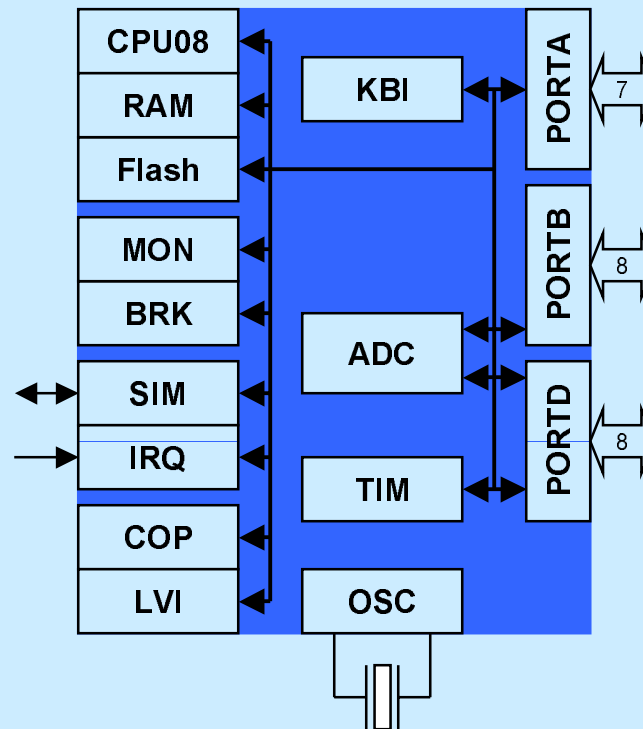 CPU08
RAM
Flash
MON
BRK
SIM
IRQ
COP
LVI
KBI
ADC
TIM
OSC
PORTA
7
PORTB
8
PORTD
8